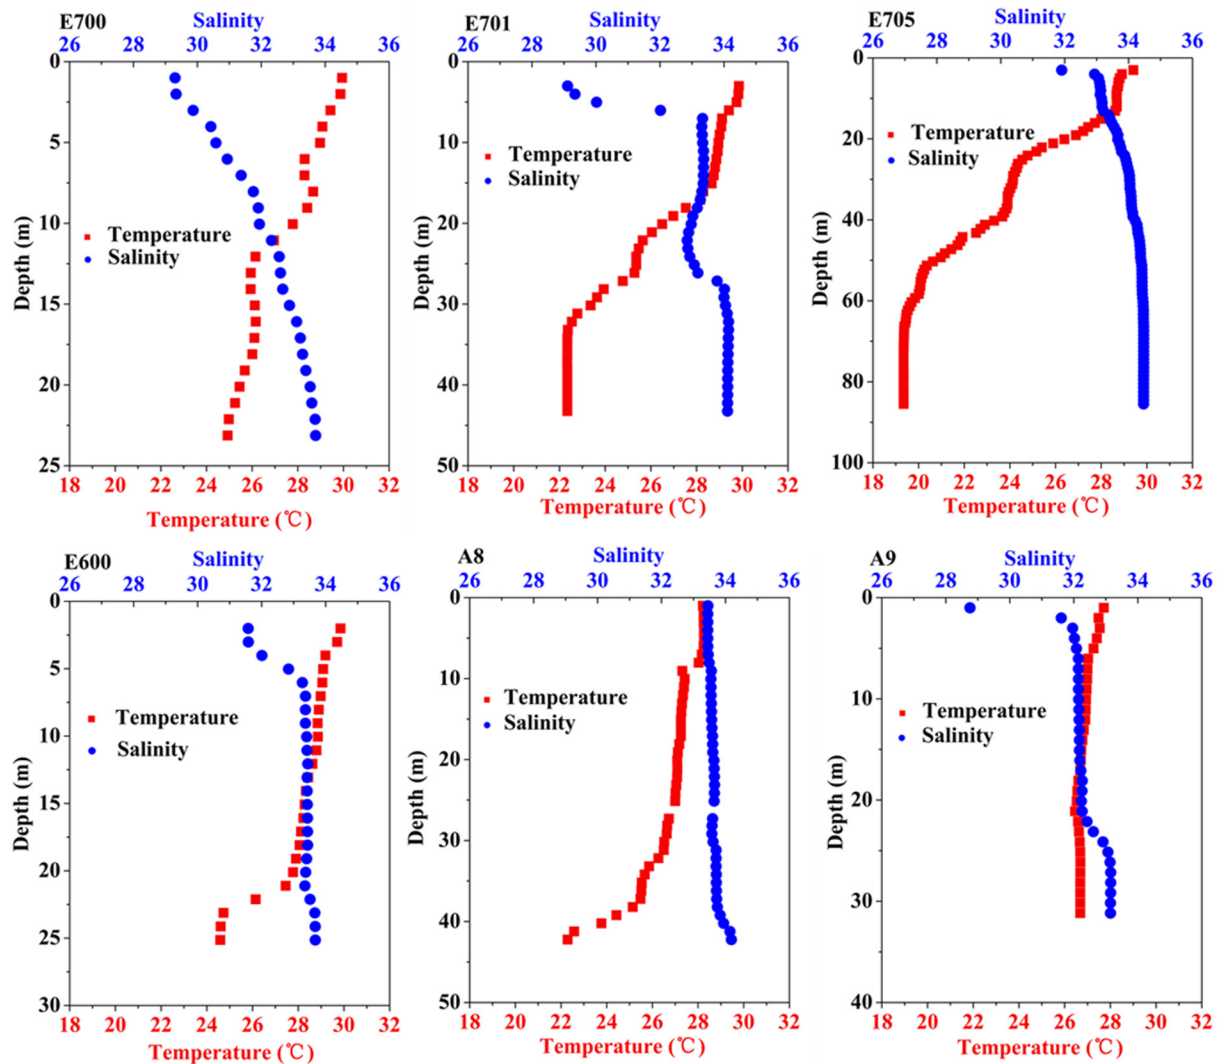 E700 Salinity
26 28 30 32 34 36
0
5
10
15
20
25
Depth (m)
Temperature
Salinity
18 20 22 24 26 28 30 32
Temperature (℃)
E701 Salinity
26 28 30 32 34 36
0
10
20
30
40
50
Depth (m)
Temperature
Salinity
18 20 22 24 26 28 30 32
Temperature (℃)
E705 Salinity
26 28 30 32 34 36
0
20
40
60
80
100
Depth (m)
Temperature
Salinity
18 20 22 24 26 28 30 32
Temperature (℃)
E600 Salinity
26 28 30 32 34 36
0
5
10
15
20
25
30
Depth (m)
Temperature
Salinity
18 20 22 24 26 28 30 32
Temperature (℃)
A8 Salinity
26 28 30 32 34 36
0
10
20
30
40
50
Depth (m)
Temperature
Salinity
18 20 22 24 26 28 30 32
Temperature (℃)
A9 Salinity
26 28 30 32 34 36
0
10
20
30
40
Depth (m)
Temperature
Salinity
18 20 22 24 26 28 30 32
Temperature (℃)